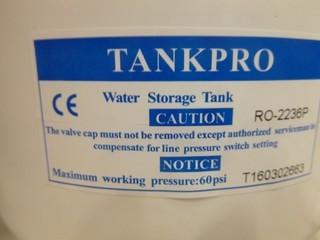 TANKPRO
CE Water Storage Tank
CAUTION RO-2236P
The valve cap must not be removed except authorized serviceman to
compensate for line pressure switch setting
NOTICE
Maximum working pressure:60psi T160302663